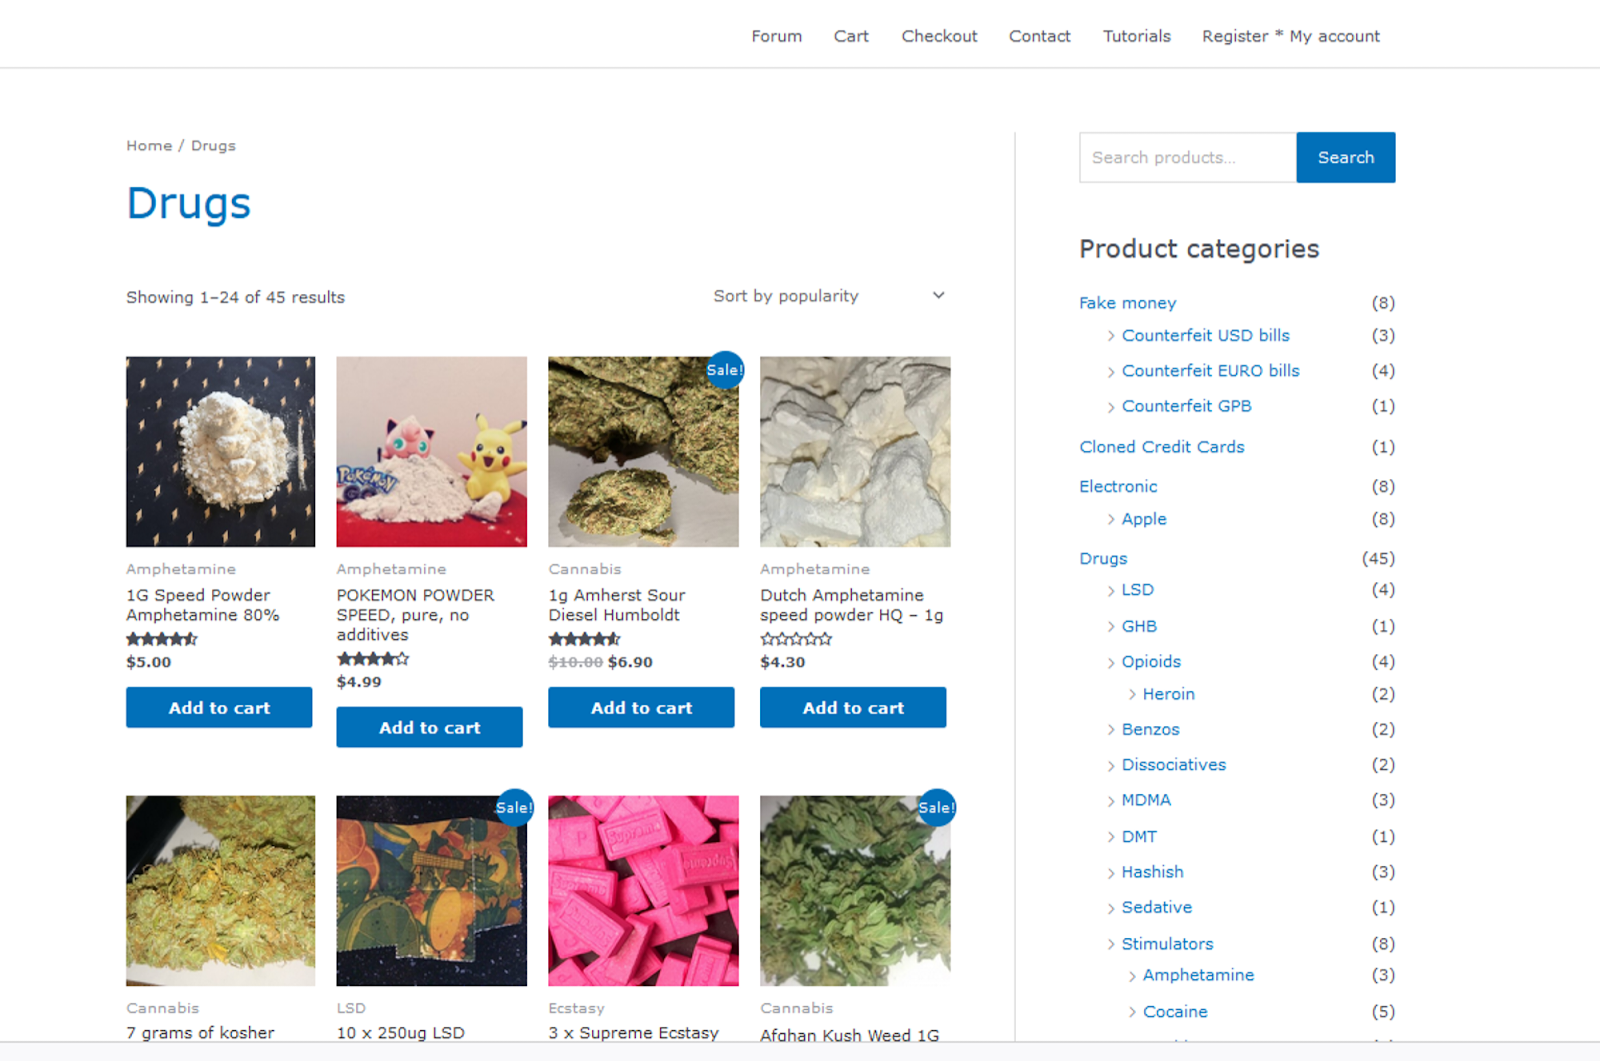 Forum Cart Checkout Contact Tutorials Register * My account
Home / Drugs
Drugs
Showing 1–24 of 45 results
Sort by popularity
Sale!
POKÉMON
GO
Amphetamine
1G Speed Powder
Amphetamine 80%
$5.00
Add to cart
Amphetamine
POKEMON POWDER
SPEED, pure, no
additives
$4.99
Add to cart
Cannabis
1g Amherst Sour
Diesel Humboldt
$10.00 $6.90
Add to cart
Amphetamine
Dutch Amphetamine
speed powder HQ – 1g
$4.30
Add to cart
Sale!
Supreme
Supreme
Supreme
Sale!
Cannabis
7 grams of kosher
LSD
10 x 250ug LSD
Ecstasy
3 x Supreme Ecstasy
Cannabis
Afghan Kush Weed 1G
Search products...
Search
Product categories
Fake money (8)
Counterfeit USD bills (3)
Counterfeit EURO bills (4)
Counterfeit GPB (1)
Cloned Credit Cards (1)
Electronic (8)
Apple (8)
Drugs (45)
LSD (4)
GHB (1)
Opioids (4)
Heroin (2)
Benzos (2)
Dissociatives (2)
MDMA (3)
DMT (1)
Hashish (3)
Sedative (1)
Stimulators (8)
Amphetamine (3)
Cocaine (5)